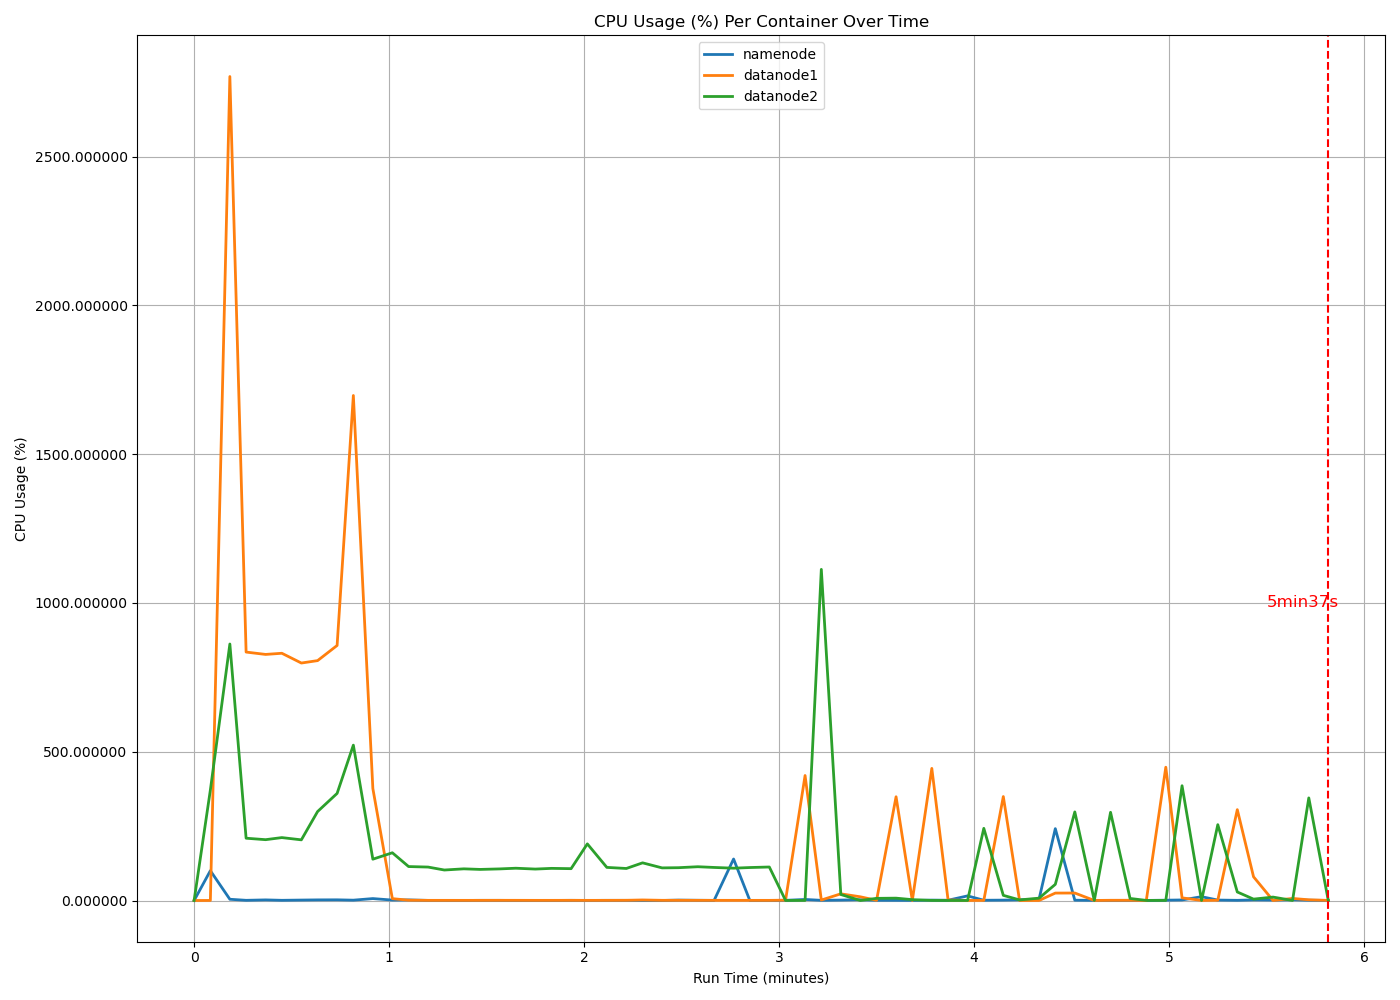 CPU Usage (%) Per Container Over Time
namenode
datanode1
datanode2
CPU Usage (%)
2500.000000
2000.000000
1500.000000
1000.000000
500.000000
0.000000
5min37s
0 1 2 3 4 5 6
Run Time (minutes)